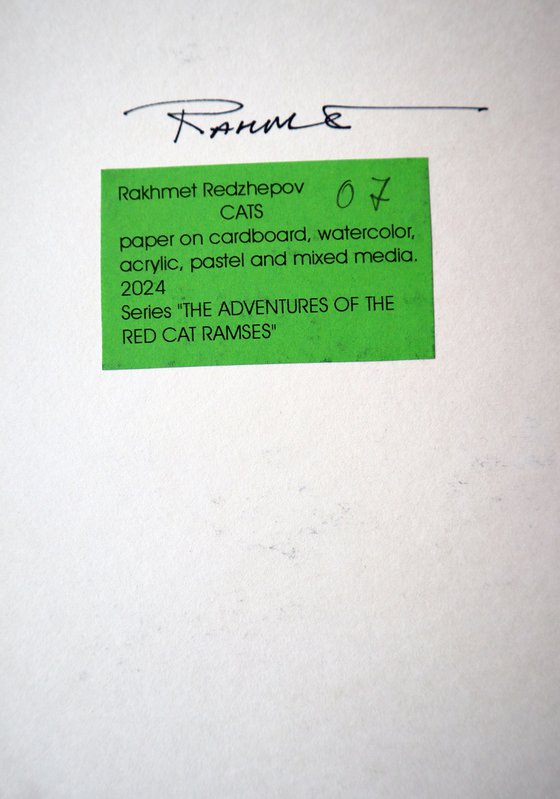 RAHME
Rakhmet Redzhepov 07
CATS
paper on cardboard, watercolor,
acrylic, pastel and mixed media.
2024
Series "THE ADVENTURES OF THE
RED CAT RAMSES"